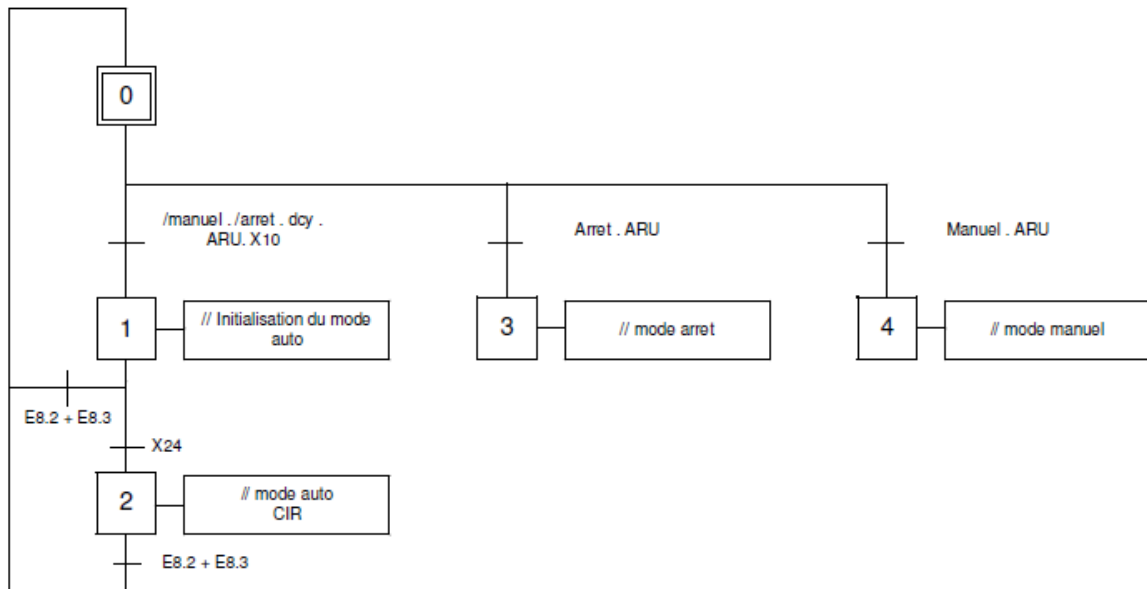 0
/manuel . /arret . dcy .
ARU. X10
Arret . ARU
Manuel . ARU
1
// Initialisation du mode
auto
3
// mode arret
4
// mode manuel
E8.2 + E8.3
X24
2
// mode auto
CIR
E8.2 + E8.3